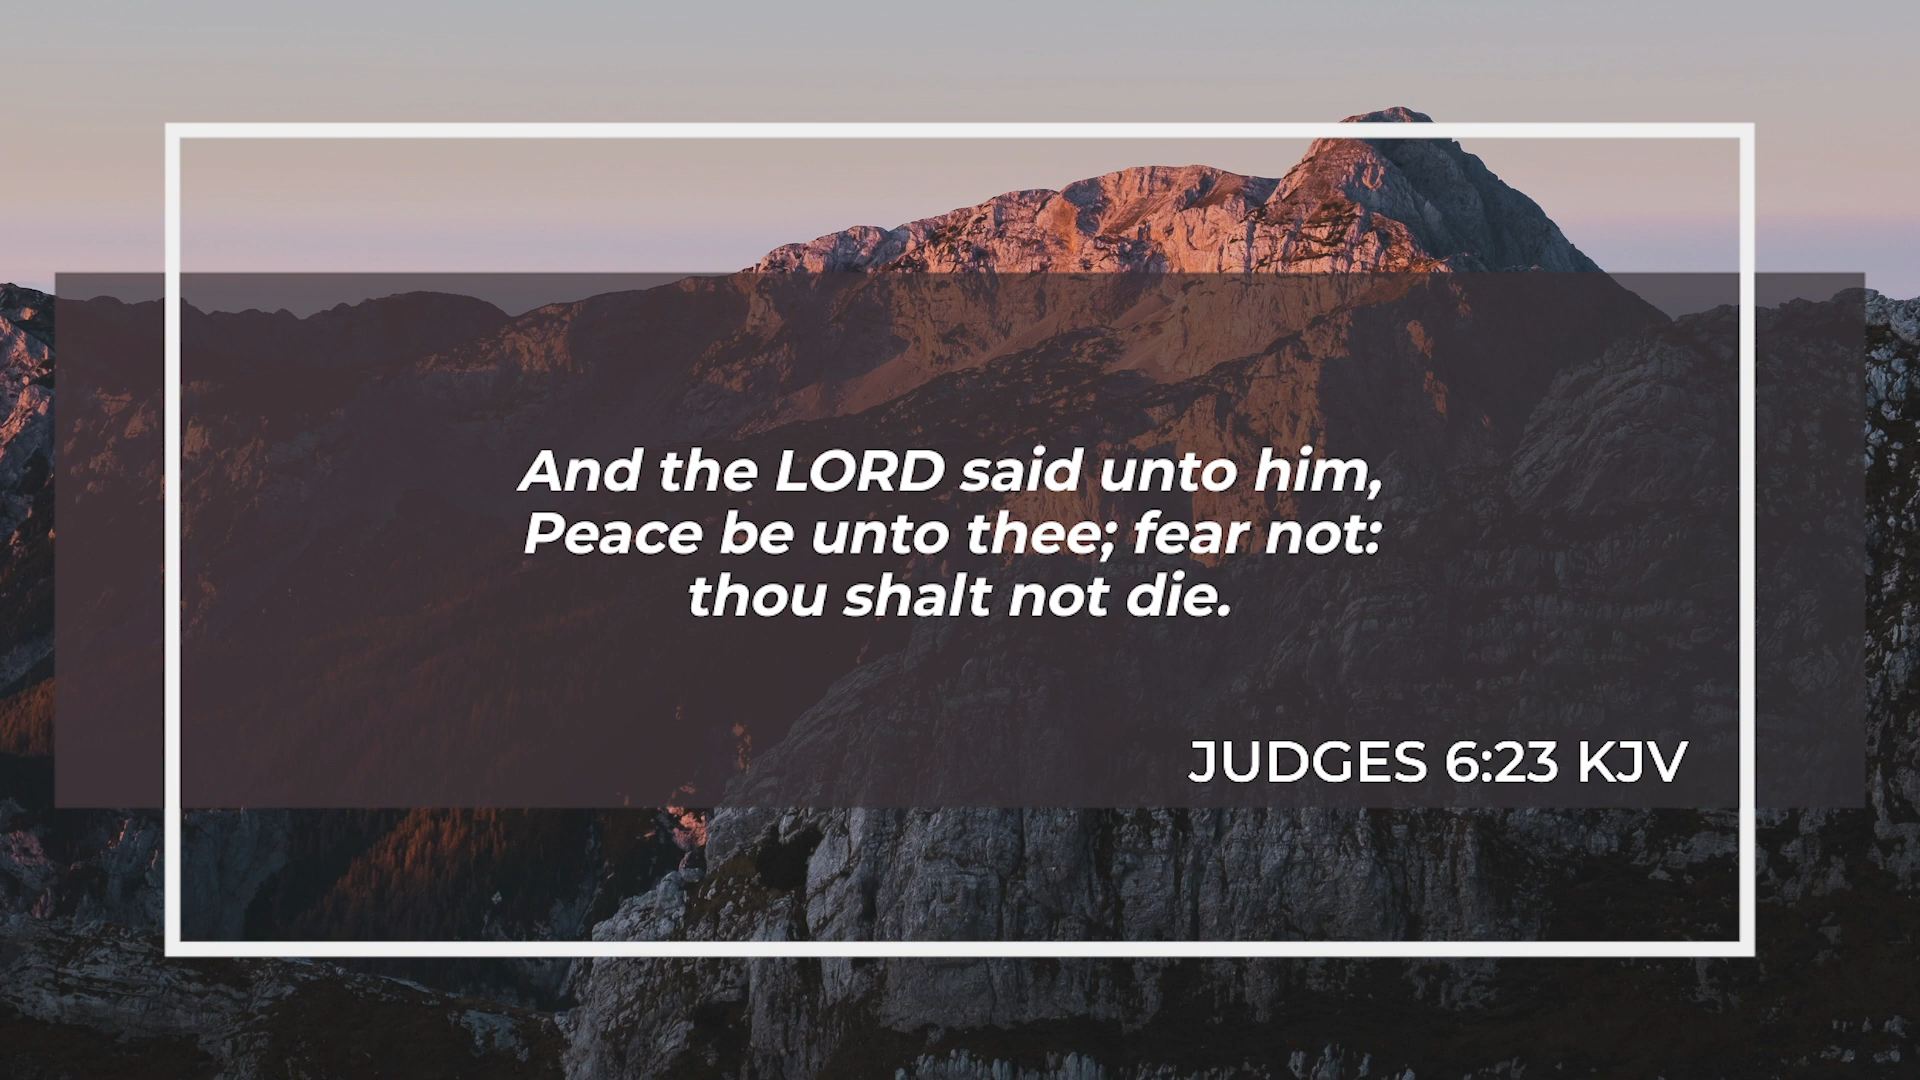 And the LORD said unto him,
Peace be unto thee; fear not:
thou shalt not die.
JUDGES 6:23 KJV